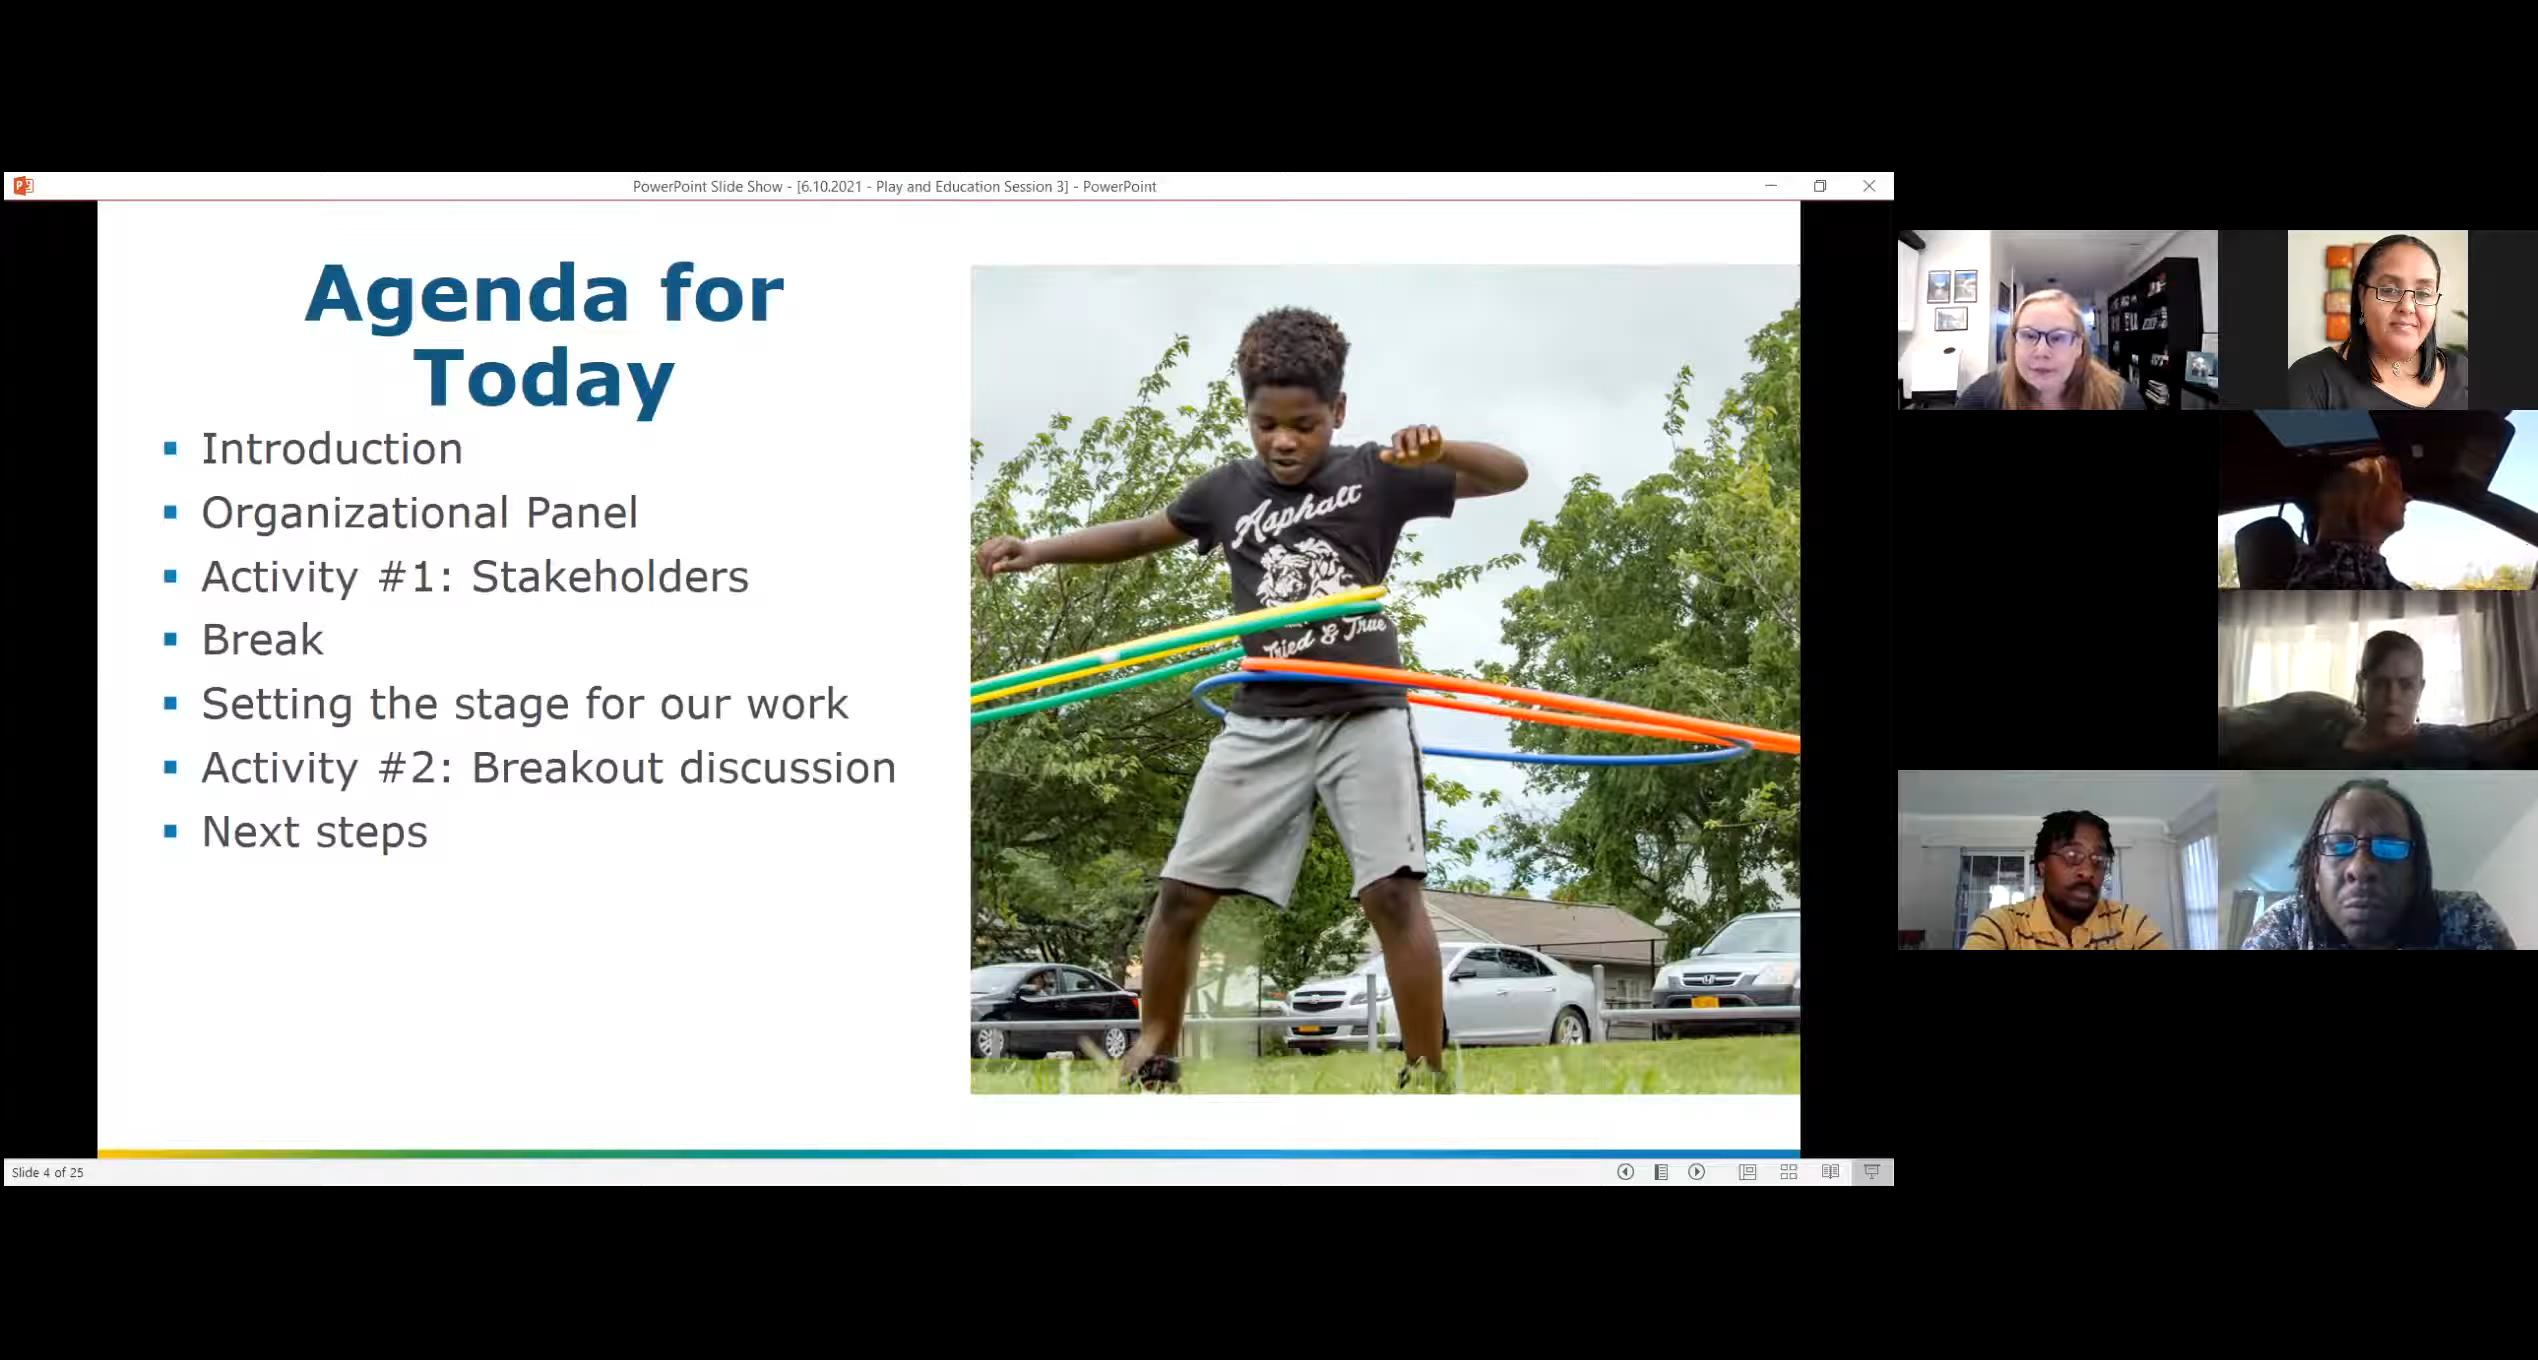 PowerPoint Slide Show - [6.10.2021 - Play and Education Session 3] - PowerPoint
Agenda for
Today
Introduction
Organizational Panel
Activity #1: Stakeholders
Break
Setting the stage for our work
Activity #2: Breakout discussion
Next steps
Asphalt
Tried & True
Slide 4 of 25